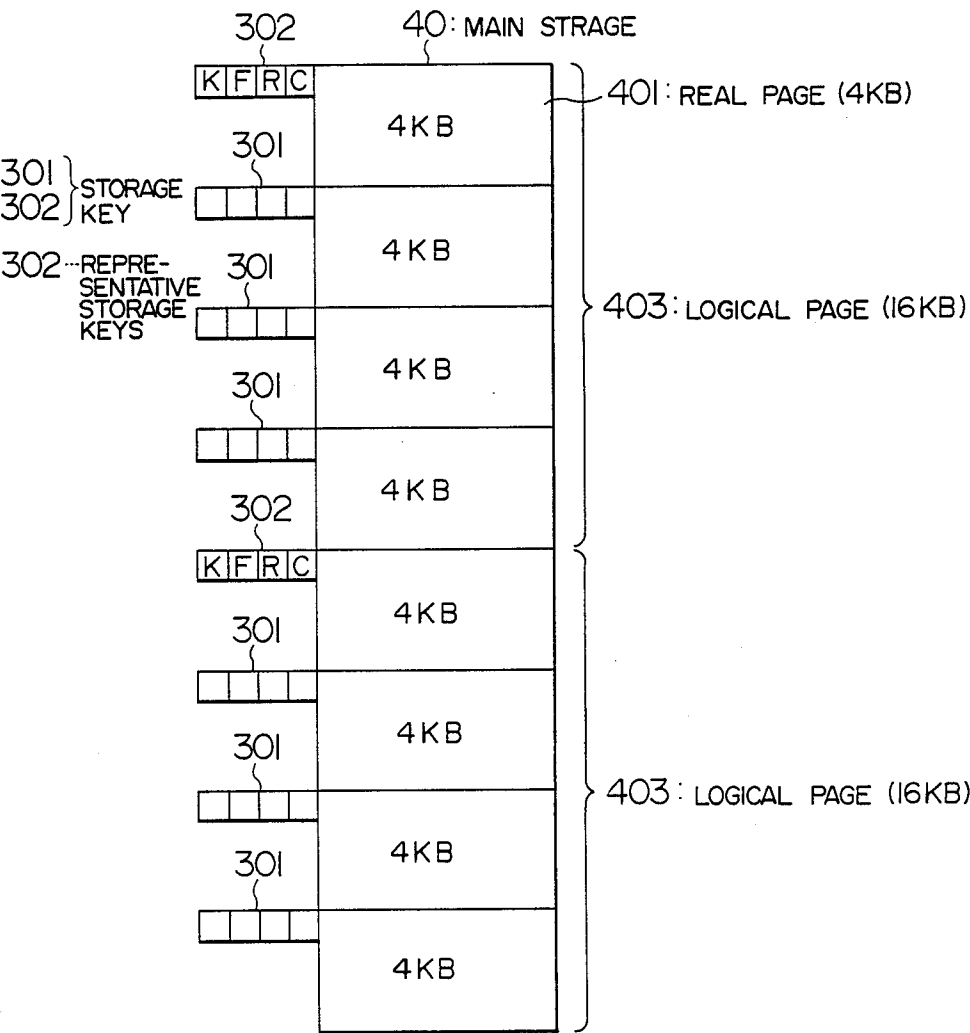 302
40: MAIN STRAGE
K F R C
401: REAL PAGE (4KB)
4KB
301
301
302
STORAGE
KEY
4KB
302 ··· REPRE-
SENTATIVE
STORAGE
KEYS
301
403: LOGICAL PAGE (16KB)
4KB
301
4KB
302
K F R C
4KB
301
4KB
301
403: LOGICAL PAGE (16KB)
4KB
301
4KB